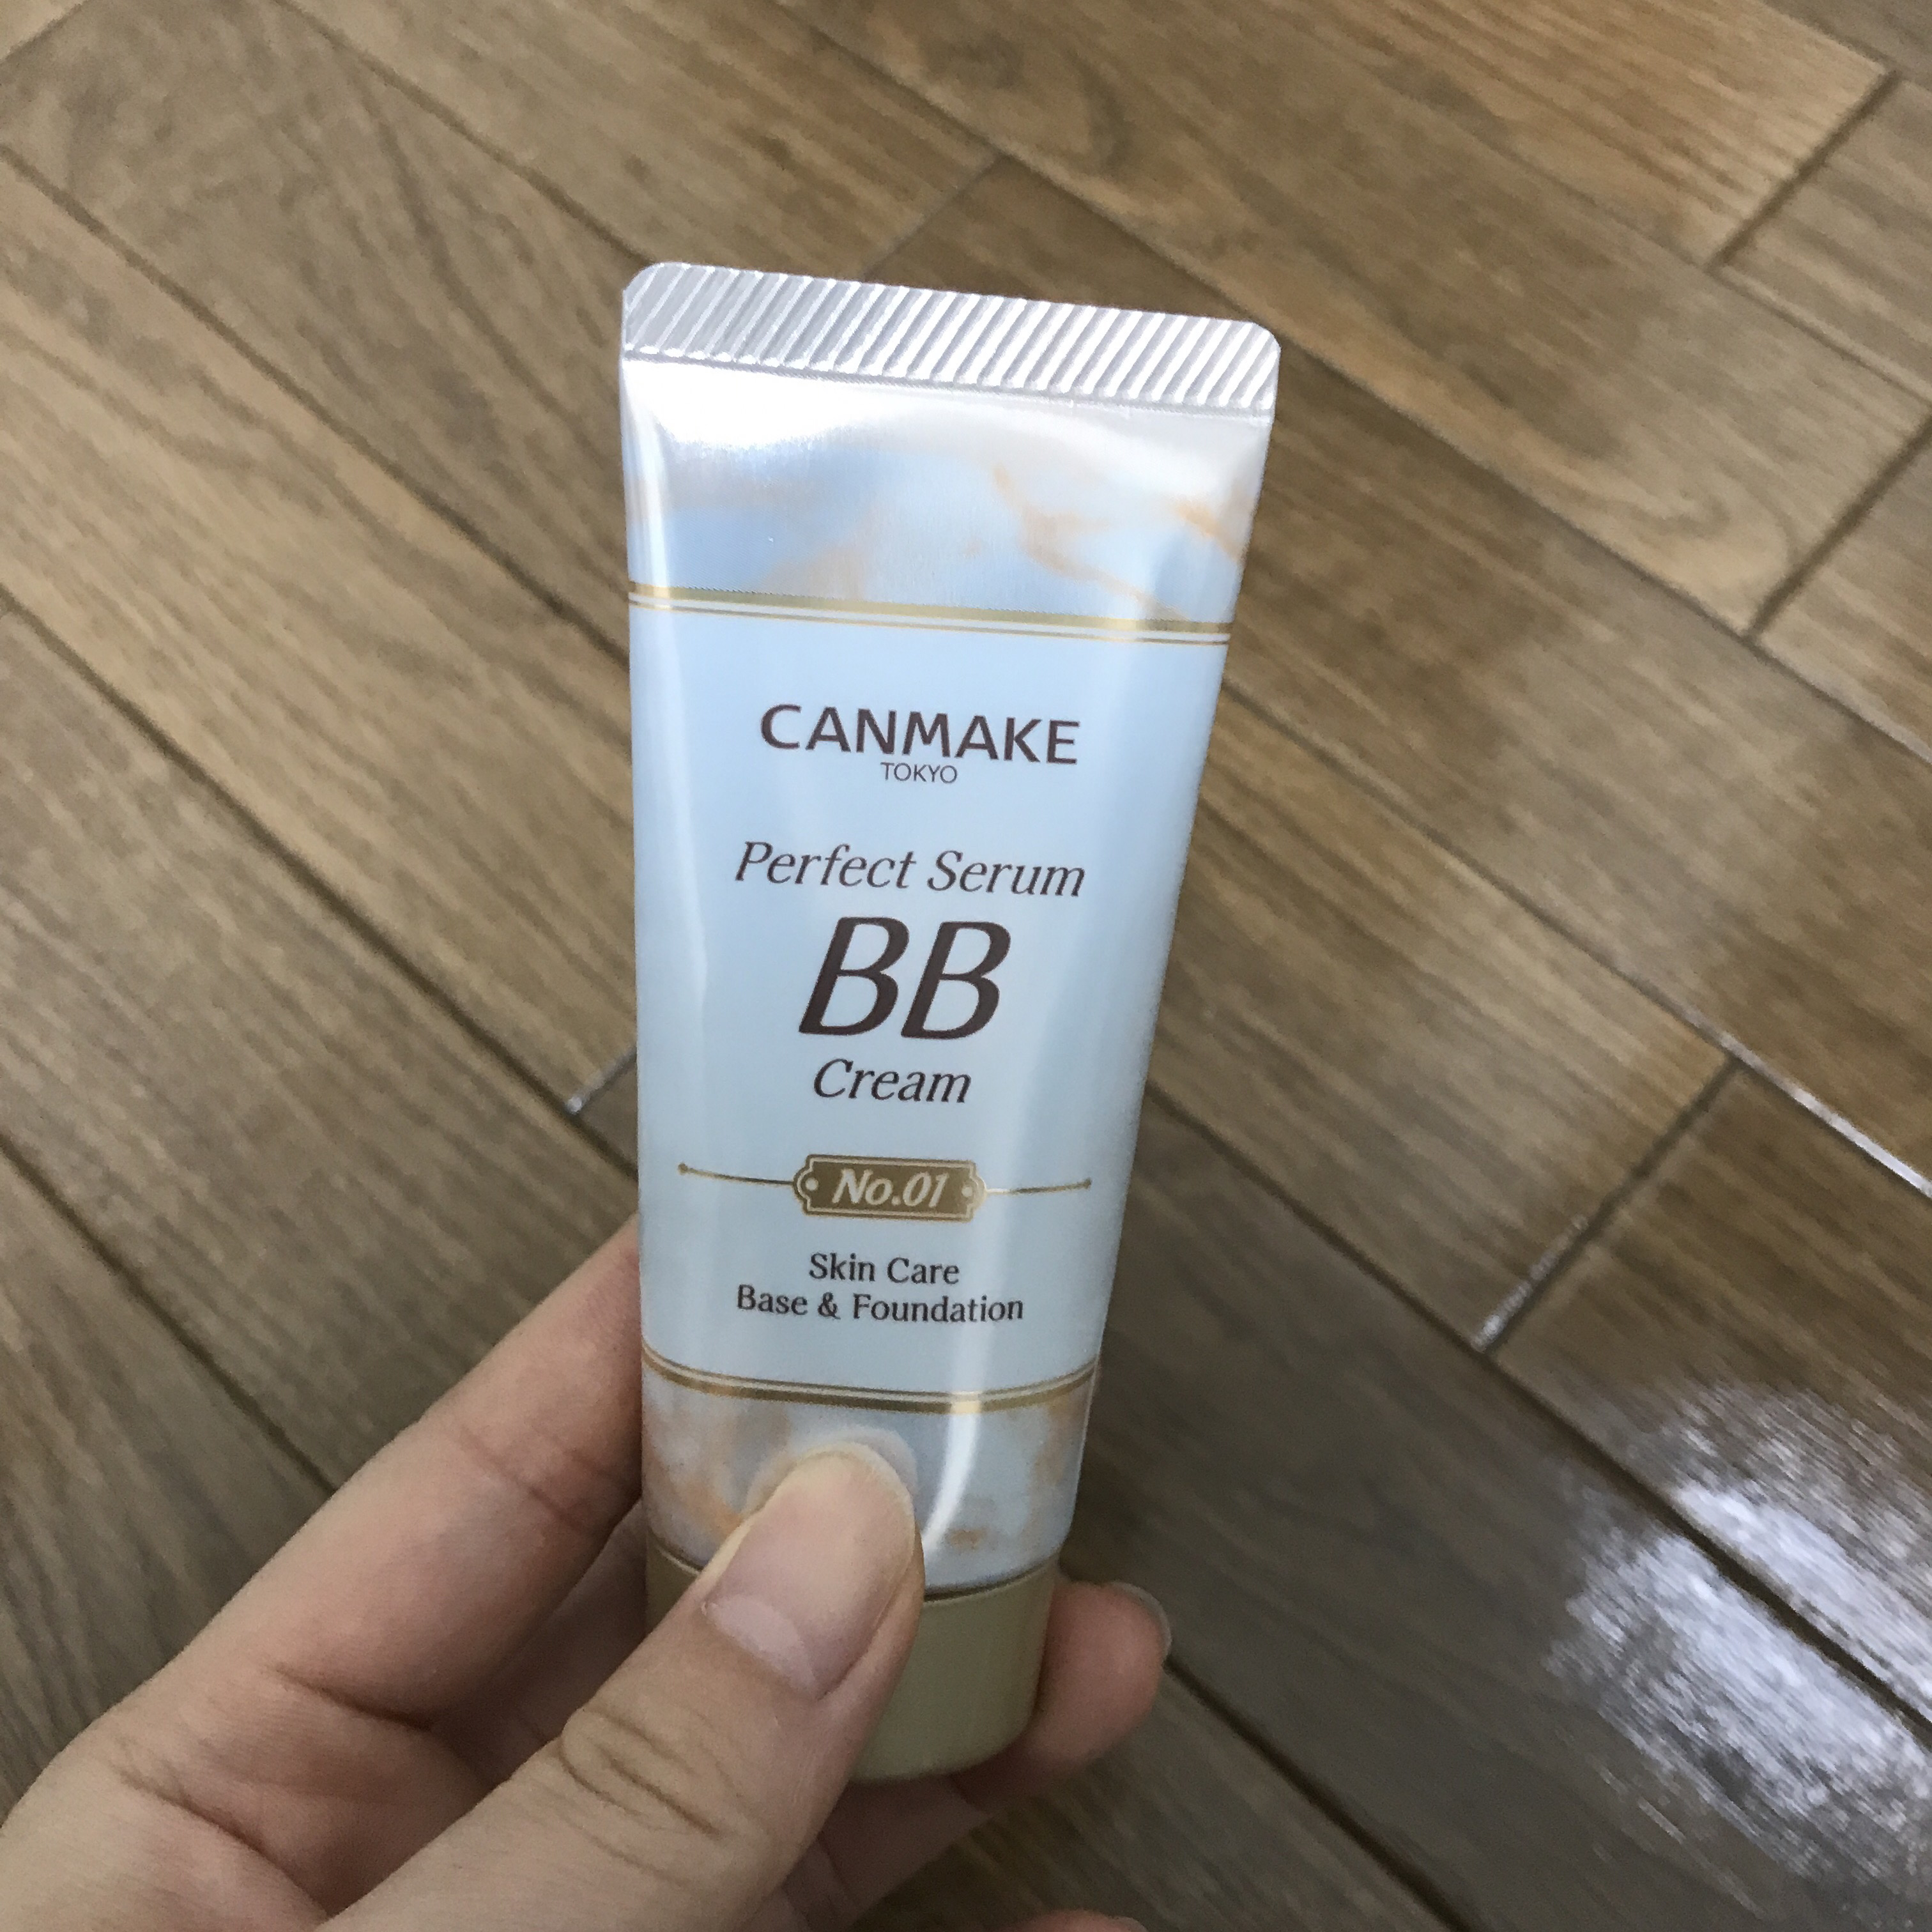 CANMAKE
TOKYO
Perfect Serum
BB
Cream
No.01
Skin Care
Base & Foundation